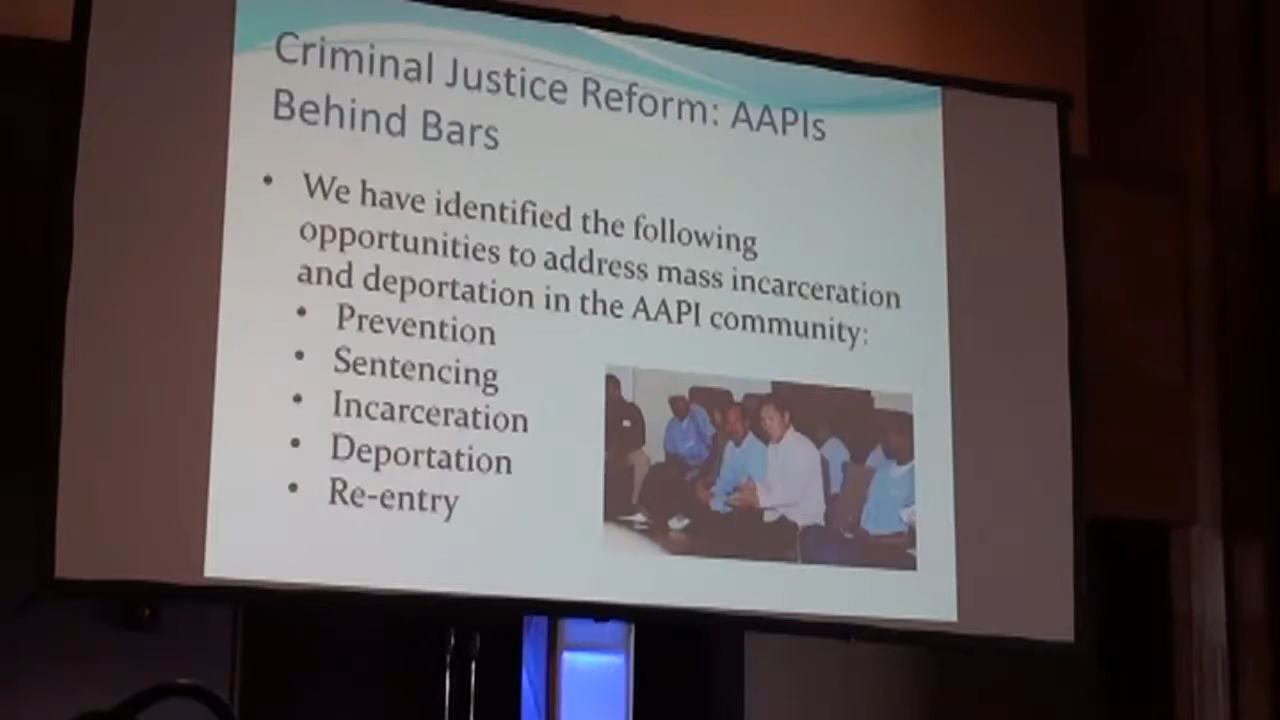 Criminal Justice Reform: AAPIs
Behind Bars
• We have identified the following
opportunities to address mass incarceration
and deportation in the AAPI community:
• Prevention
• Sentencing
• Incarceration
• Deportation
• Re-entry